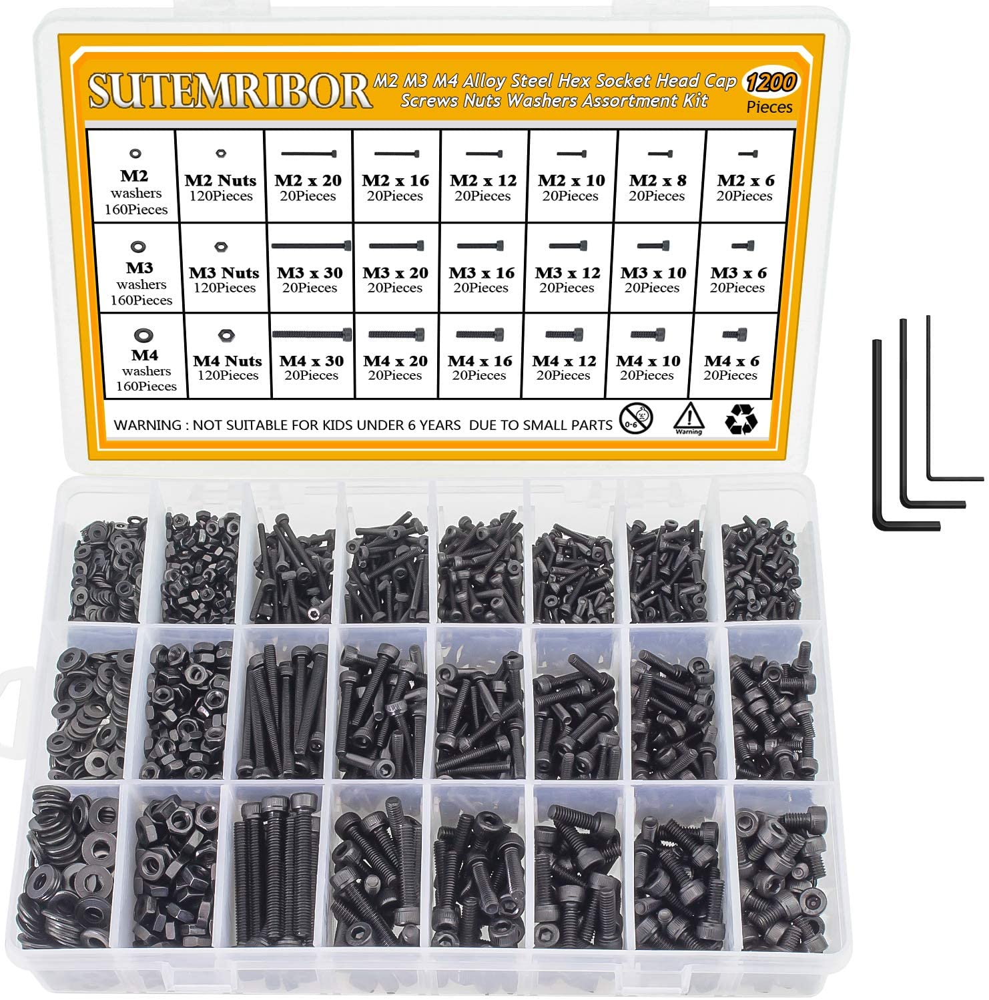 SUTEMRIBOR
M2 M3 M4 Alloy Steel Hex Socket Head Cap
Screws Nuts Washers Assortment Kit
1200
Pieces
M2
washers
160Pieces
M2 Nuts
120Pieces
M2 x 20
20Pieces
M2 x 16
20Pieces
M2 x 12
20Pieces
M2 x 10
20Pieces
M2 x 8
20Pieces
M2 x 6
20Pieces
M3
washers
160Pieces
M3 Nuts
120Pieces
M3 x 30
20Pieces
M3 x 20
20Pieces
M3 x 16
20Pieces
M3 x 12
20Pieces
M3 x 10
20Pieces
M3 x 6
20Pieces
M4
washers
160Pieces
M4 Nuts
120Pieces
M4 x 30
20Pieces
M4 x 20
20Pieces
M4 x 16
20Pieces
M4 x 12
20Pieces
M4 x 10
20Pieces
M4 x 6
20Pieces
WARNING : NOT SUITABLE FOR KIDS UNDER 6 YEARS DUE TO SMALL PARTS
0-6
Warning